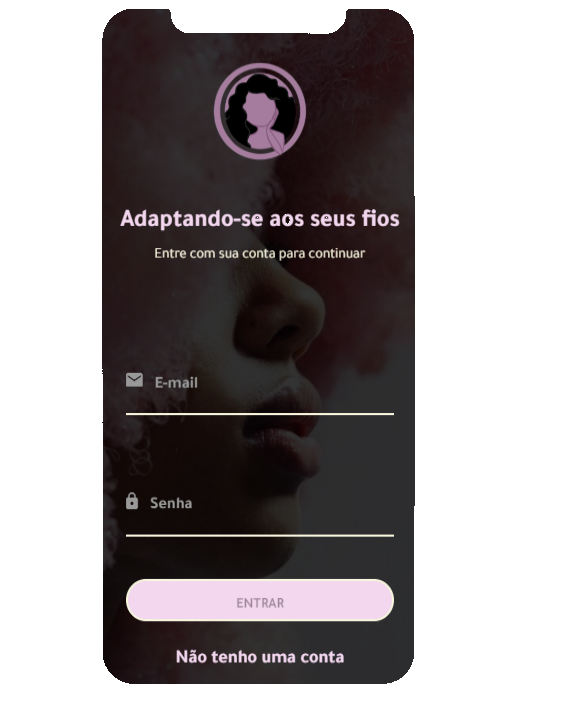 Adaptando-se aos seus fios
Entre com sua conta para continuar
E-mail
Senha
ENTRAR
Não tenho uma conta